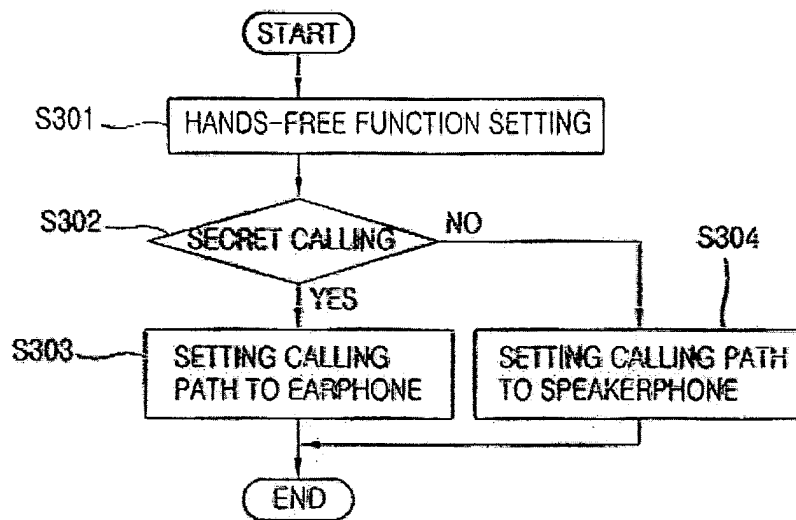 START
S301
HANDS-FREE FUNCTION SETTING
S302
SECRET CALLING
NO
S304
YES
S303
SETTING CALLING
PATH TO EARPHONE
SETTING CALLING PATH
TO SPEAKERPHONE
END